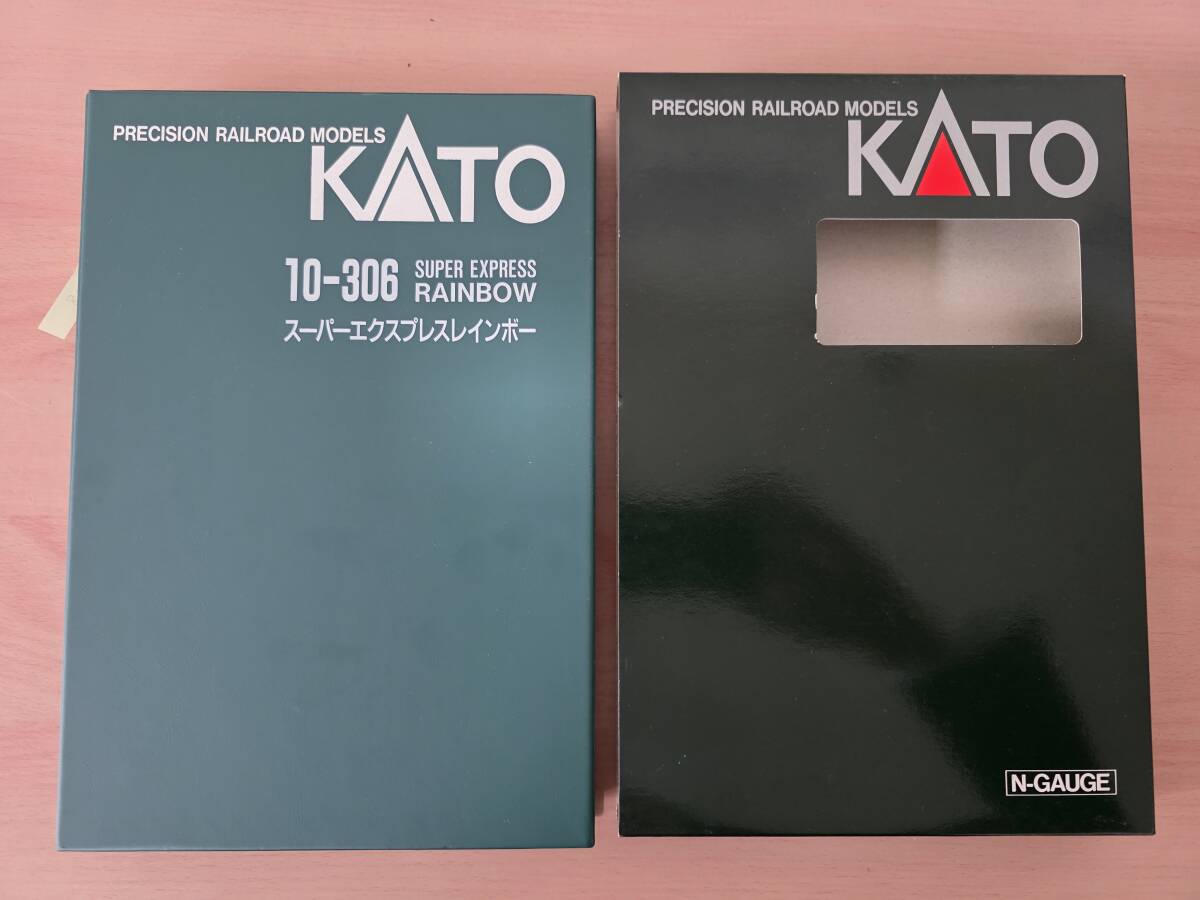 PRECISION RAILROAD MODELS
KATO
10-306 SUPER EXPRESS RAINBOW
スーパーエクスプレスレインボー
PRECISION RAILROAD MODELS
KATO
N-GAUGE